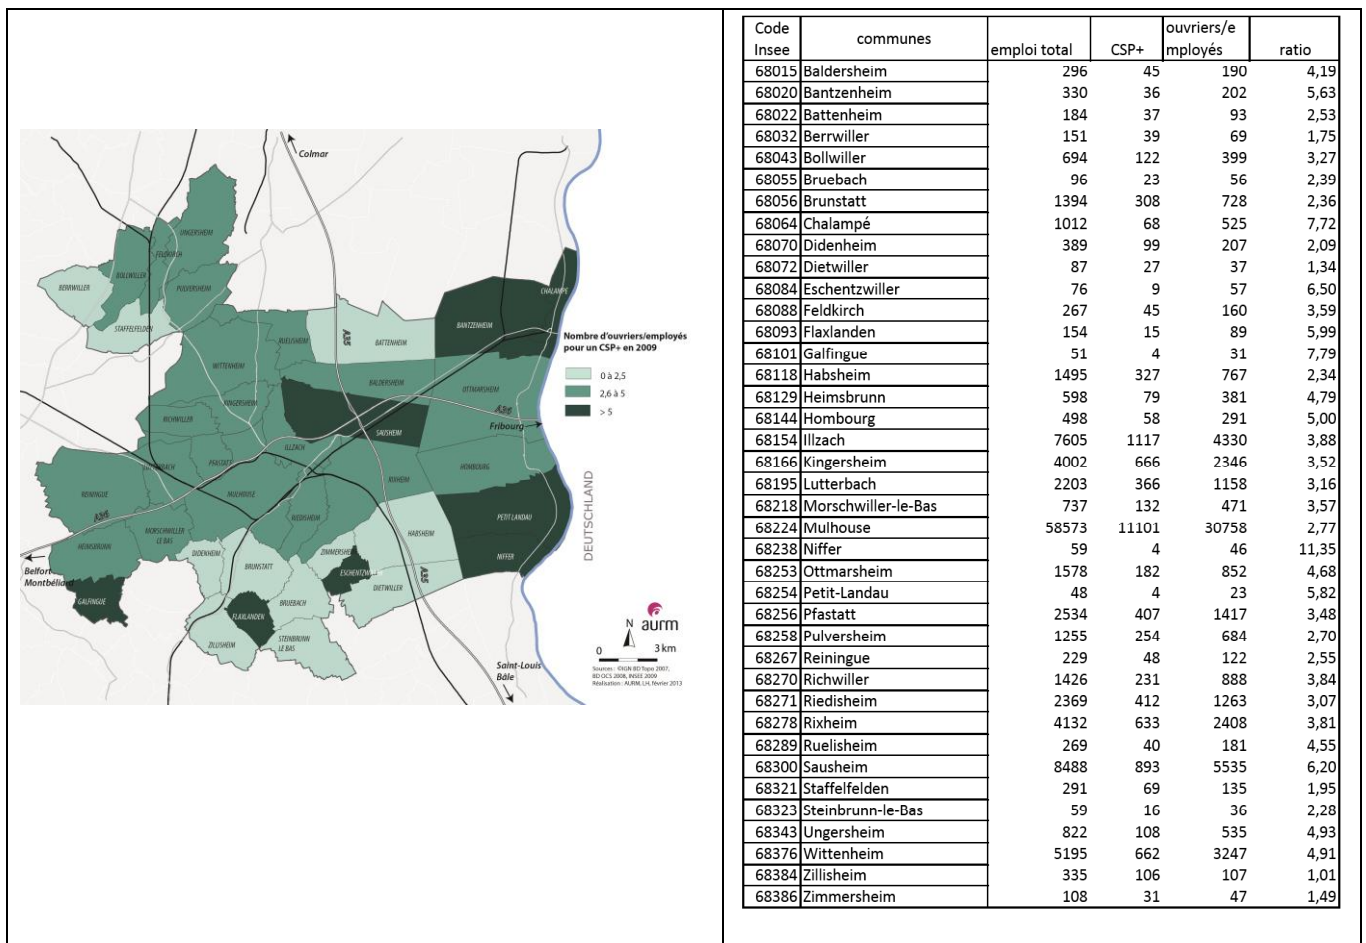 Colmar
UNGERSHEIM
FELDKIRCH
BOLLWILLER
BERRWILLER
PULVERSHEIM
CHALAMPE
STAFFELFELDEN
BANTZENHEIM
A35
RUELISHEIM
BATTENHEIM
Nombre d'ouvriers/employés
pour un CSP+ en 2009
WITTENHEIM
0 à 2,5
BALDERSHEIM
OTTMARSHEIM
2,6 à 5
KINGERSHEIM
> 5
A36
RICHWILLER
SAUSHEIM
Fribourg
ILLZACH
LUTTERBACH
PFASTATT
HOMBOURG
RIXHEIM
REININGUE
MULHOUSE
DEUTSCHLAND
A36
RIEDISHEIM
PETIT LANDAU
MORSCHWILLER
LE BAS
HABSHEIM
HEIMSBRUNN
DIDENHEIM
ZIMMERSHEIM
NIFFER
BRUNSTATT
Belfort
Montbéliard
ESCHENTZWILLER
A35
DIETWILLER
GALFINGUE
BRUEBACH
FLAXLANDEN
aurm
N
STEINBRUNN
LE BAS
ZILLISHEIM
0 3 km
Saint-Louis
Bâle
Sources : ©IGN BD Topo 2007,
BD OCS 2008, INSEE 2009
Réalisation : AURM, LH, février 2013
Code
Insee communes emploi total CSP+ ouvriers/e
mployés ratio
68015 Baldersheim 296 45 190 4,19
68020 Bantzenheim 330 36 202 5,63
68022 Battenheim 184 37 93 2,53
68032 Berrwiller 151 39 69 1,75
68043 Bollwiller 694 122 399 3,27
68055 Bruebach 96 23 56 2,39
68056 Brunstatt 1394 308 728 2,36
68064 Chalampé 1012 68 525 7,72
68070 Didenheim 389 99 207 2,09
68072 Dietwiller 87 27 37 1,34
68084 Eschentzwiller 76 9 57 6,50
68088 Feldkirch 267 45 160 3,59
68093 Flaxlanden 154 15 89 5,99
68101 Galfingue 51 4 31 7,79
68118 Habsheim 1495 327 767 2,34
68129 Heimsbrunn 598 79 381 4,79
68144 Hombourg 498 58 291 5,00
68154 Illzach 7605 1117 4330 3,88
68166 Kingersheim 4002 666 2346 3,52
68195 Lutterbach 2203 366 1158 3,16
68218 Morschwiller-le-Bas 737 132 471 3,57
68224 Mulhouse 58573 11101 30758 2,77
68238 Niffer 59 4 46 11,35
68253 Ottmarsheim 1578 182 852 4,68
68254 Petit-Landau 48 4 23 5,82
68256 Pfastatt 2534 407 1417 3,48
68258 Pulversheim 1255 254 684 2,70
68267 Reiningue 229 48 122 2,55
68270 Richwiller 1426 231 888 3,84
68271 Riedisheim 2369 412 1263 3,07
68278 Rixheim 4132 633 2408 3,81
68289 Ruelisheim 269 40 181 4,55
68300 Sausheim 8488 893 5535 6,20
68321 Staffelfelden 291 69 135 1,95
68323 Steinbrunn-le-Bas 59 16 36 2,28
68343 Ungersheim 822 108 535 4,93
68376 Wittenheim 5195 662 3247 4,91
68384 Zillisheim 335 106 107 1,01
68386 Zimmersheim 108 31 47 1,49